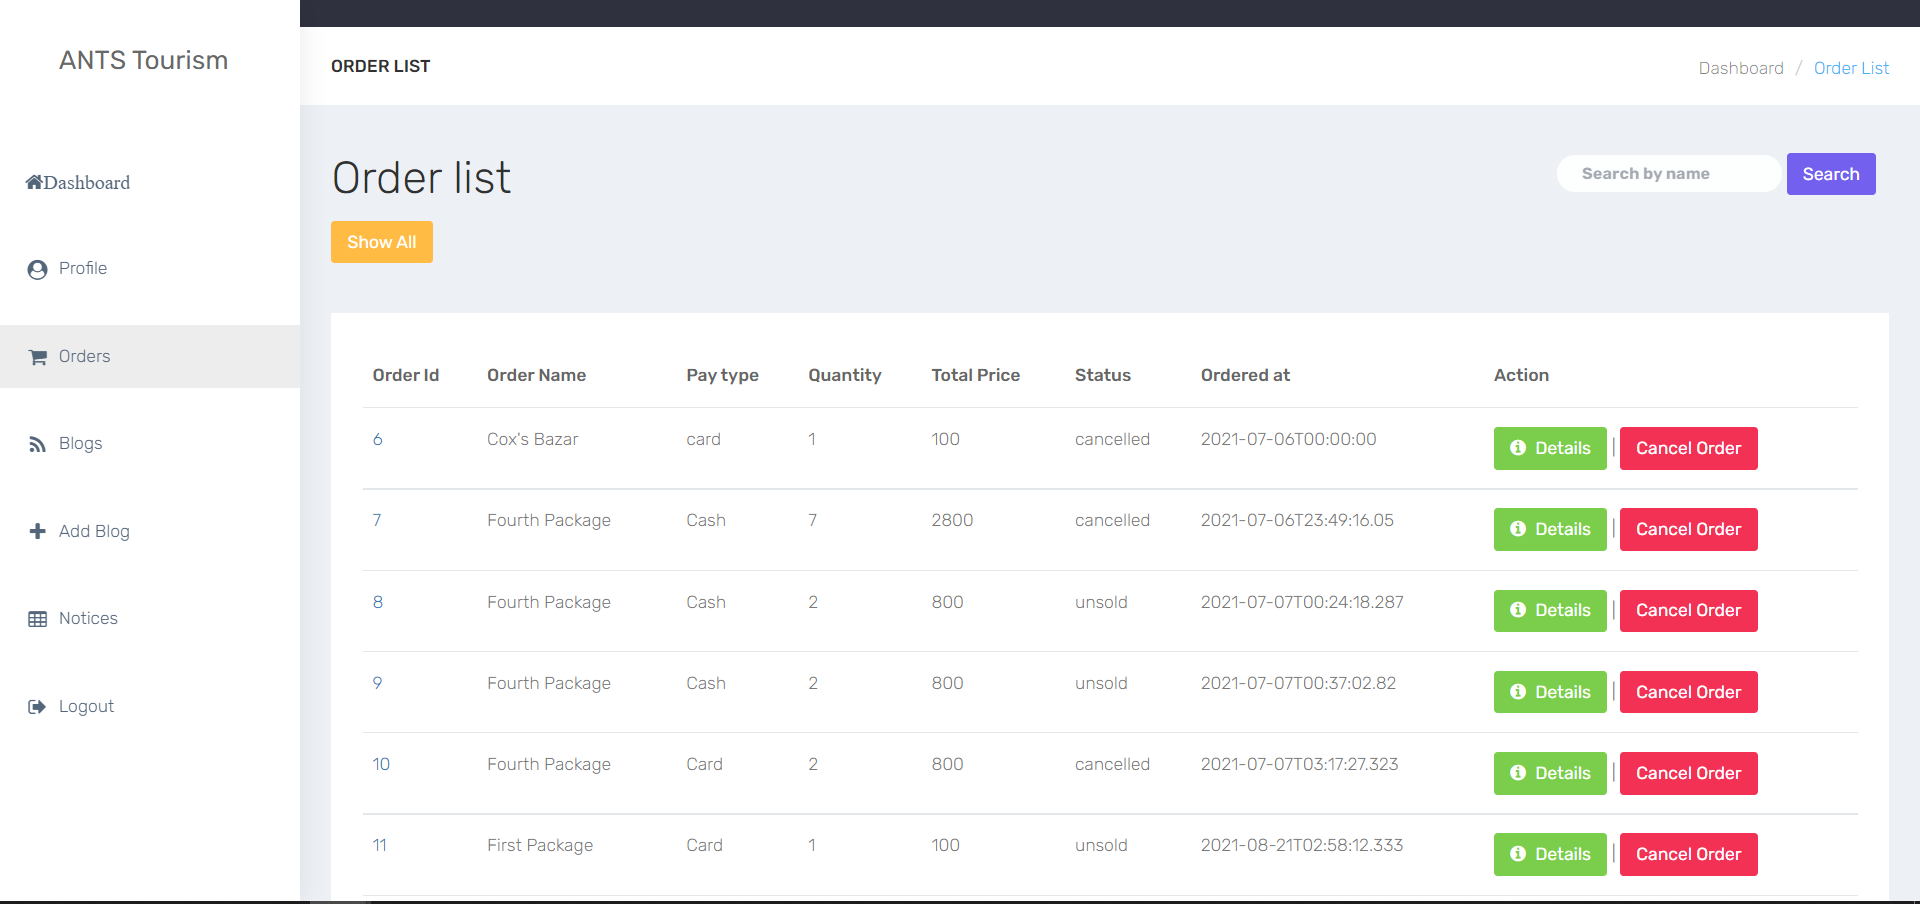 ANTS Tourism
Dashboard
Profile
Orders
Blogs
Add Blog
Notices
Logout
ORDER LIST
Dashboard / Order List
Order list
Search by name Search
Show All
Order Id Order Name Pay type Quantity Total Price Status Ordered at Action
6 Cox's Bazar card 1 100 cancelled 2021-07-06T00:00:00 Details | Cancel Order
7 Fourth Package Cash 7 2800 cancelled 2021-07-06T23:49:16.05 Details | Cancel Order
8 Fourth Package Cash 2 800 unsold 2021-07-07T00:24:18.287 Details | Cancel Order
9 Fourth Package Cash 2 800 unsold 2021-07-07T00:37:02.82 Details | Cancel Order
10 Fourth Package Card 2 800 cancelled 2021-07-07T03:17:27.323 Details | Cancel Order
11 First Package Card 1 100 unsold 2021-08-21T02:58:12.333 Details | Cancel Order